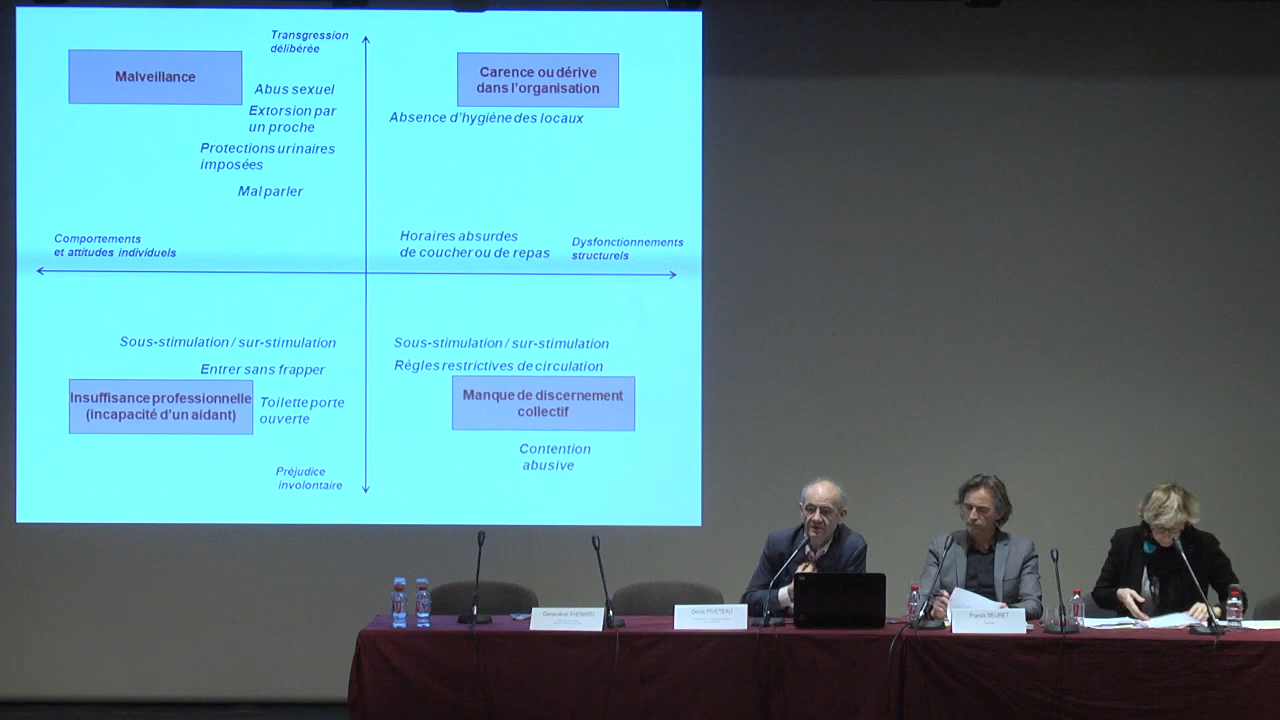 Transgression
délibérée
Malveillance
Abus sexuel
Extorsion par
un proche
Protections urinaires
imposées
Mal parler
Carence ou dérive
dans l'organisation
Absence d'hygiène des locaux
Comportements
et attitudes individuels
Horaires absurdes
de coucher ou de repas
Dysfonctionnements
structurels
Sous-stimulation / sur-stimulation
Entrer sans frapper
Insuffisance professionnelle
(incapacité d'un aidant)
Toilette porte
ouverte
Préjudice
involontaire
Sous-stimulation / sur-stimulation
Règles restrictives de circulation
Manque de discernement
collectif
Contention
abusive
Geneviève AVENARD
Denis PIVETEAU
Franck SEURET